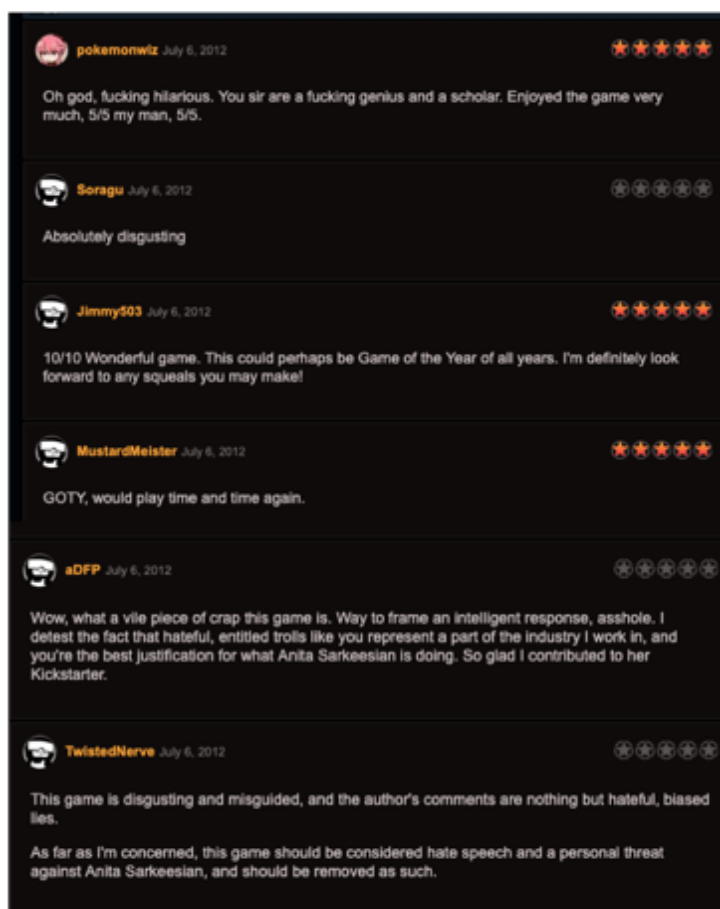 pokemonwiz July 6, 2012
Oh god, fucking hilarious. You sir are a fucking genius and a scholar. Enjoyed the game very
much, 5/5 my man, 5/5.
Soragu July 6, 2012
Absolutely disgusting
Jimmy503 July 6, 2012
10/10 Wonderful game. This could perhaps be Game of the Year of all years. I'm definitely look
forward to any squeals you may make!
MustardMeister July 6, 2012
GOTY, would play time and time again.
aDFP July 6, 2012
Wow, what a vile piece of crap this game is. Way to frame an intelligent response, asshole. I
detest the fact that hateful, entitled trolls like you represent a part of the industry I work in, and
you're the best justification for what Anita Sarkeesian is doing. So glad I contributed to her
Kickstarter.
TwistedNerve July 6, 2012
This game is disgusting and misguided, and the author's comments are nothing but hateful, biased
lies.
As far as I'm concerned, this game should be considered hate speech and a personal threat
against Anita Sarkeesian, and should be removed as such.